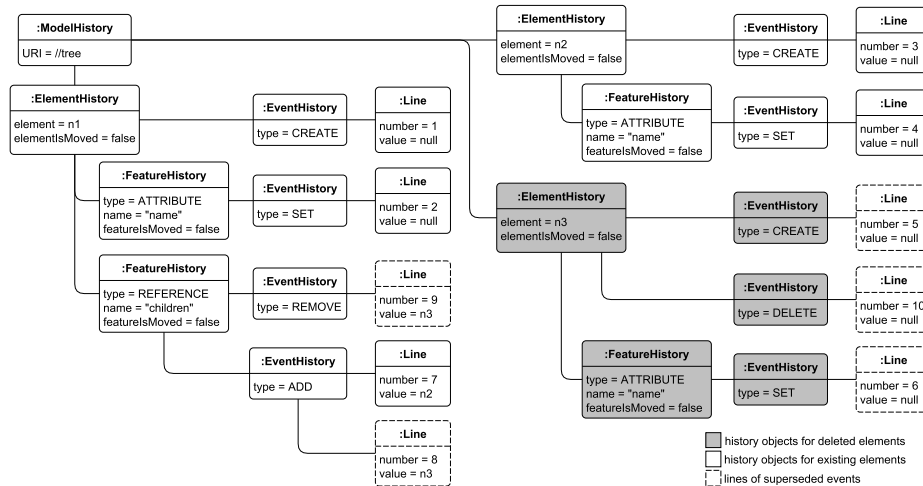 :ModelHistory
URI = //tree
:ElementHistory
element = n1
elementIsMoved = false
:EventHistory
type = CREATE
:Line
number = 1
value = null
:FeatureHistory
type = ATTRIBUTE
name = "name"
featureIsMoved = false
:EventHistory
type = SET
:Line
number = 2
value = null
:FeatureHistory
type = REFERENCE
name = "children"
featureIsMoved = false
:EventHistory
type = REMOVE
:Line
number = 9
value = n3
:EventHistory
type = ADD
:Line
number = 7
value = n2
:Line
number = 8
value = n3
:ElementHistory
element = n2
elementIsMoved = false
:EventHistory
type = CREATE
:Line
number = 3
value = null
:FeatureHistory
type = ATTRIBUTE
name = "name"
featureIsMoved = false
:EventHistory
type = SET
:Line
number = 4
value = null
:ElementHistory
element = n3
elementIsMoved = false
:EventHistory
type = CREATE
:Line
number = 5
value = null
:EventHistory
type = DELETE
:Line
number = 10
value = null
:FeatureHistory
type = ATTRIBUTE
name = "name"
featureIsMoved = false
:EventHistory
type = SET
:Line
number = 6
value = null
history objects for deleted elements
history objects for existing elements
lines of superseded events